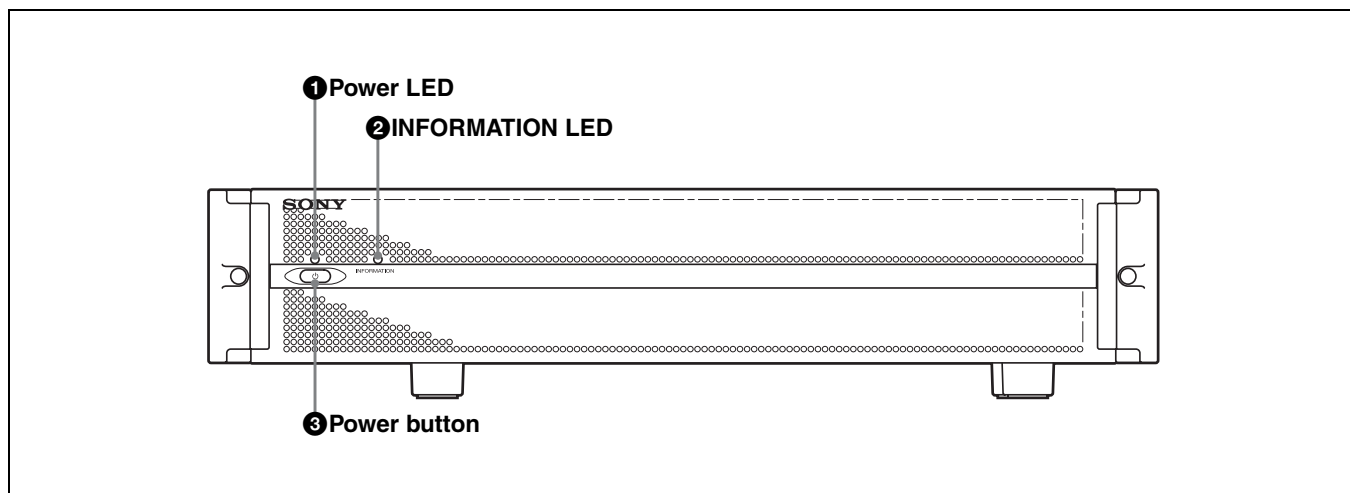 ❶Power LED
❷INFORMATION LED
SONY
INFORMATION
❸Power button